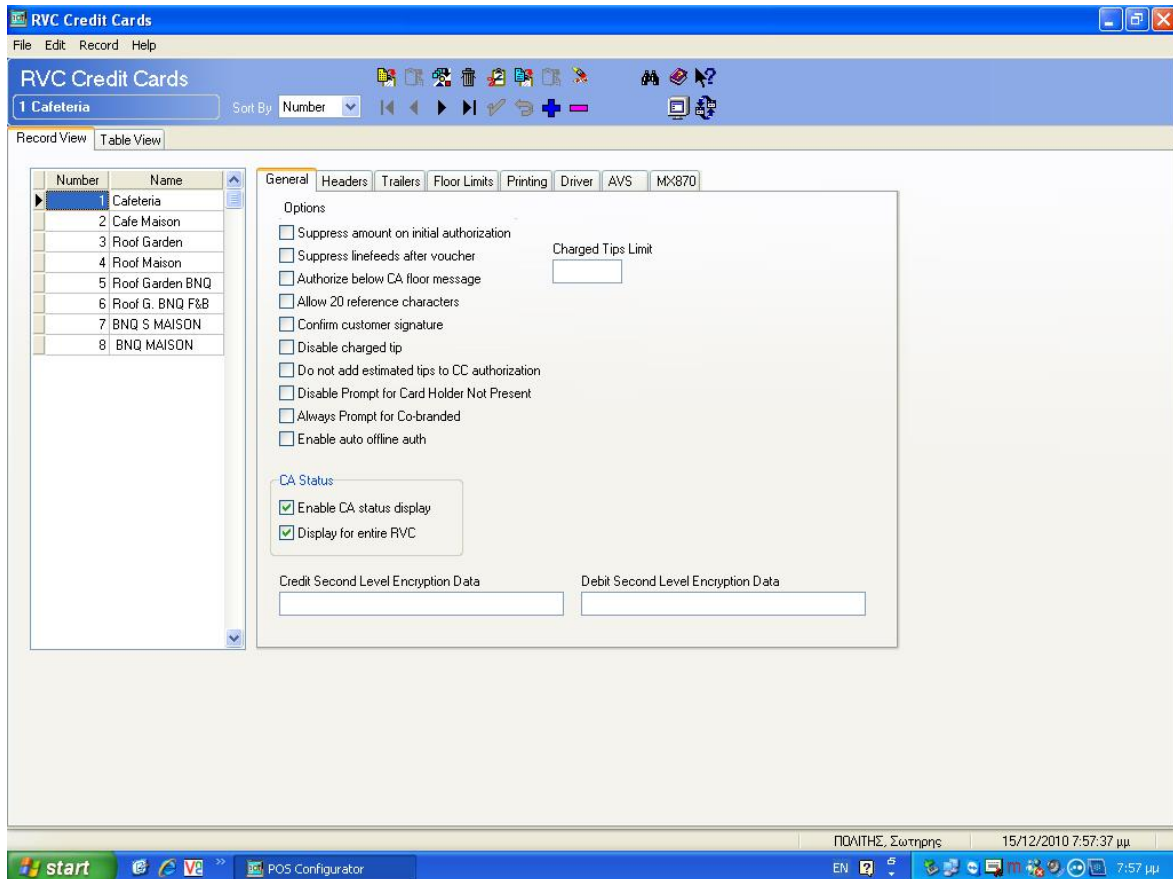 RVC Credit Cards
File Edit Record Help
RVC Credit Cards
1 Cafeteria
Sort By Number
Record View Table View
Number Name
1 Cafeteria
2 Cafe Maison
3 Roof Garden
4 Roof Maison
5 Roof Garden BNQ
6 Roof G. BNQ F&B
7 BNQ S MAISON
8 BNQ MAISON
General Headers Trailers Floor Limits Printing Driver AVS MX870
Options
Suppress amount on initial authorization
Suppress linefeeds after voucher
Authorize below CA floor message
Allow 20 reference characters
Confirm customer signature
Disable charged tip
Do not add estimated tips to CC authorization
Disable Prompt for Card Holder Not Present
Always Prompt for Co-branded
Enable auto offline auth
Charged Tips Limit
CA Status
Enable CA status display
Display for entire RVC
Credit Second Level Encryption Data
Debit Second Level Encryption Data
ΠΟΛΙΤΗΣ, Σωτηρης 15/12/2010 7:57:37 μμ
start POS Configurator EN 7:57 μμ